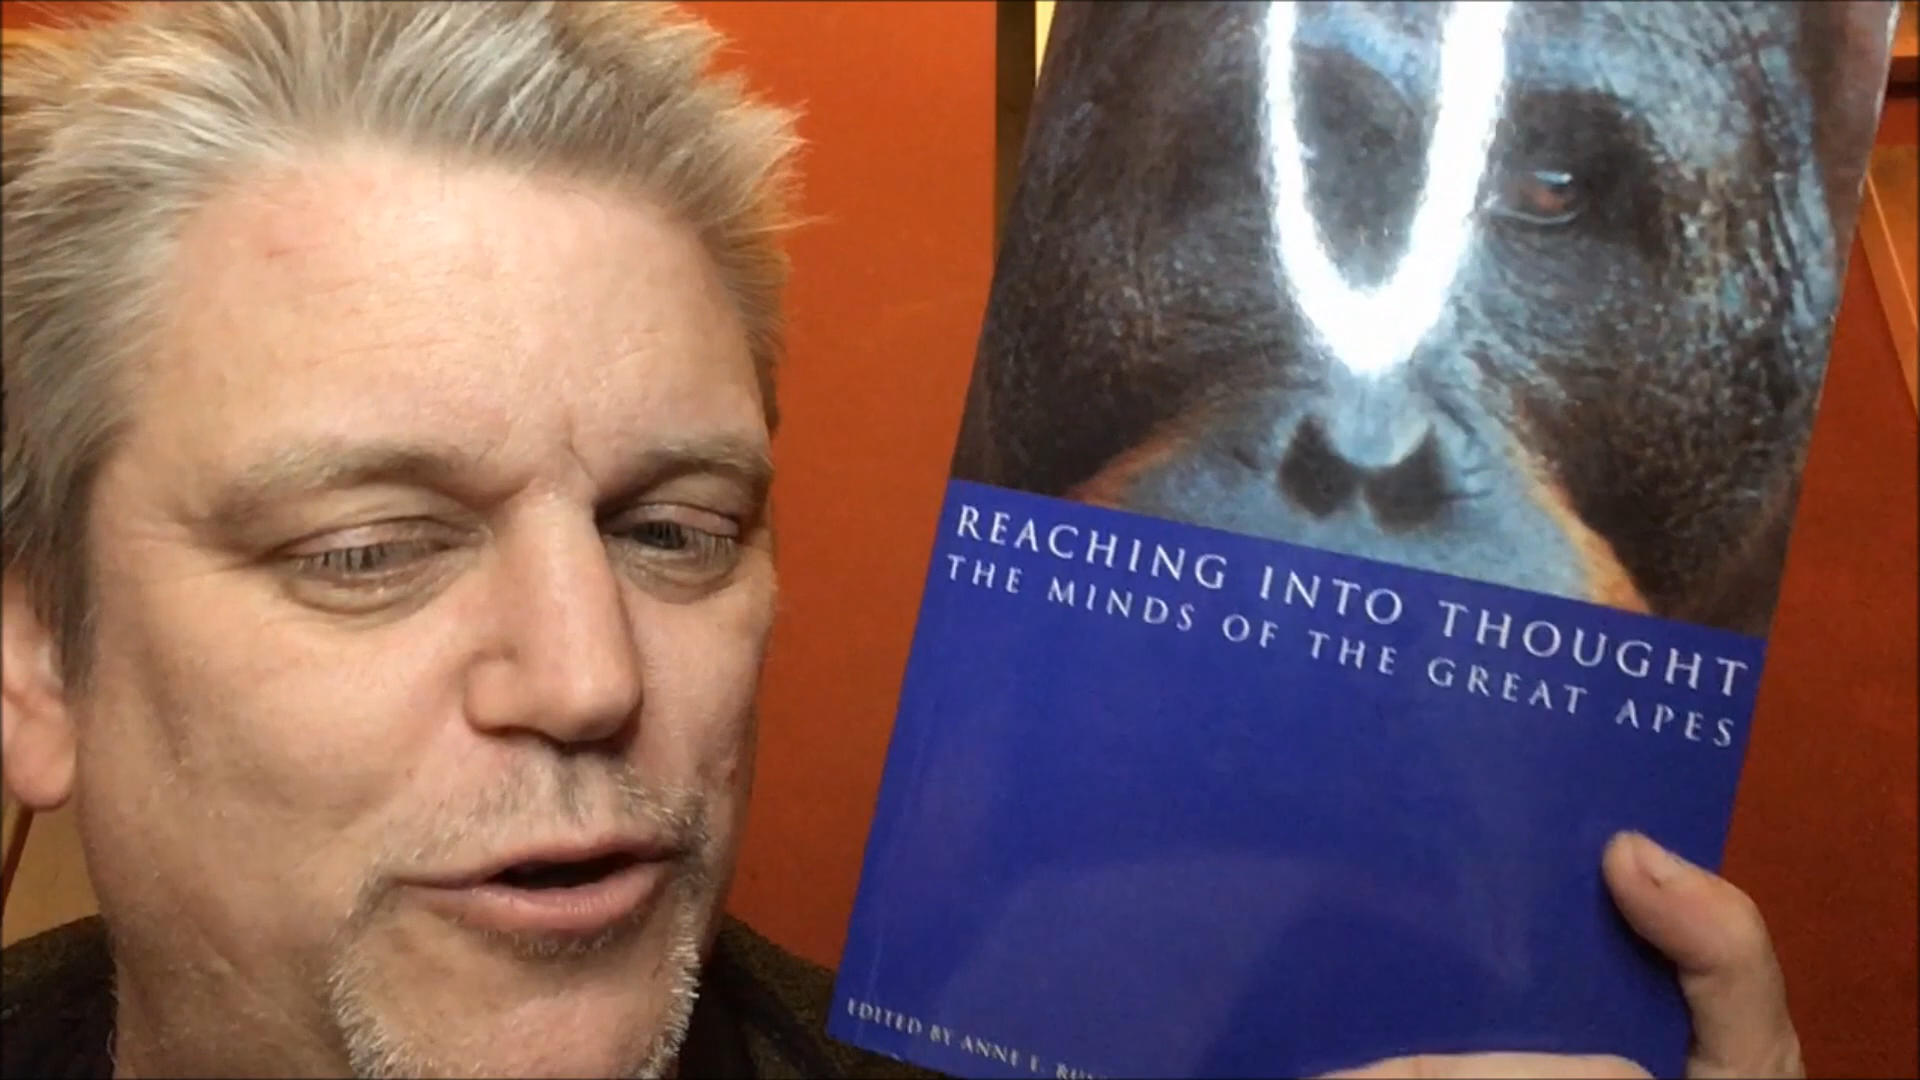 REACHING INTO THOUGHT
THE MINDS OF THE GREAT APES
EDITED BY ANNE E.